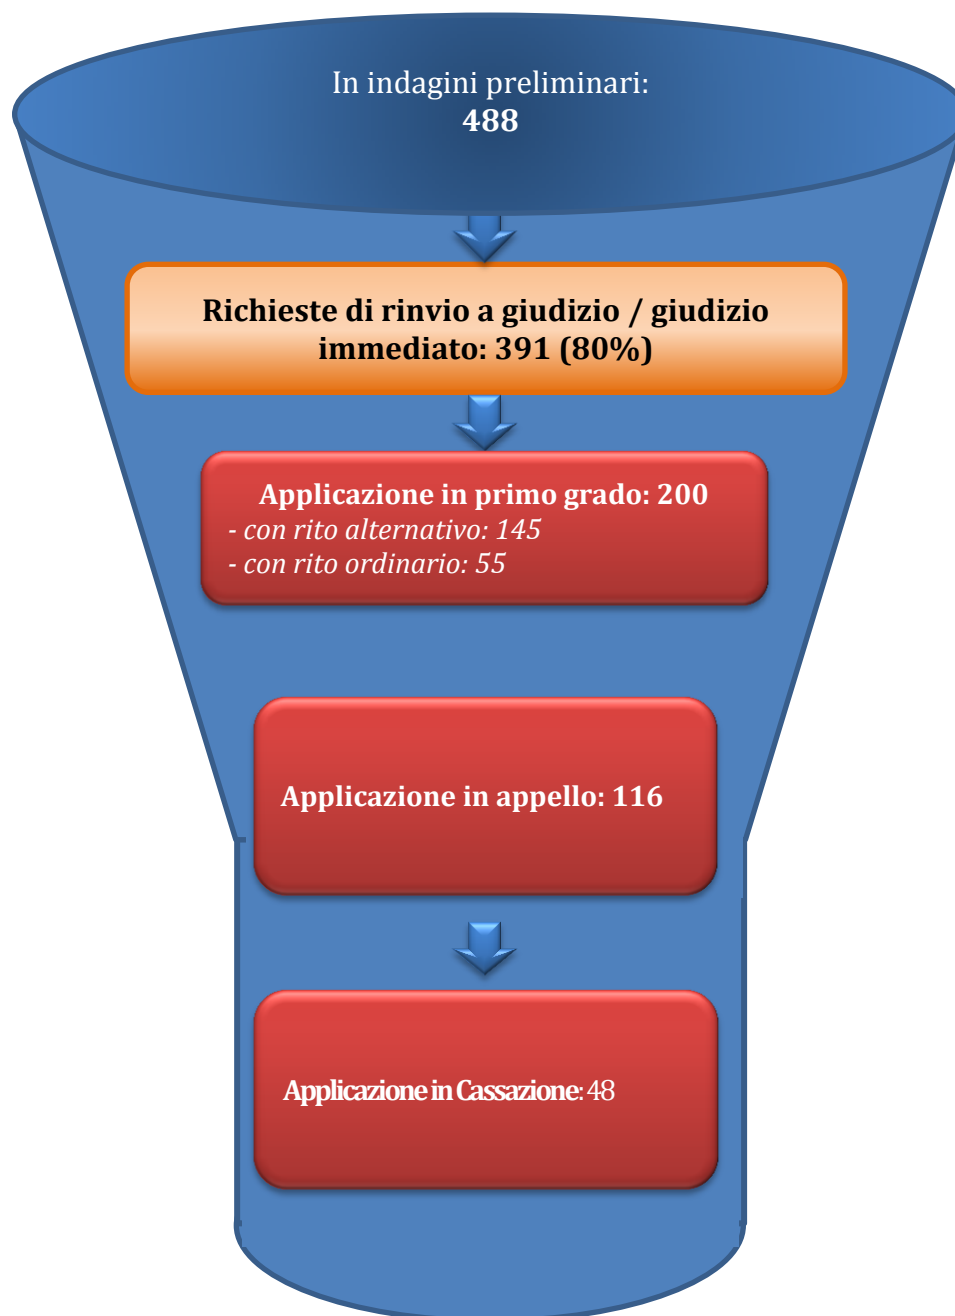 In indagini preliminari:
488
Richieste di rinvio a giudizio / giudizio
immediato: 391 (80%)
Applicazione in primo grado: 200
- con rito alternativo: 145
- con rito ordinario: 55
Applicazione in appello: 116
Applicazione in Cassazione: 48